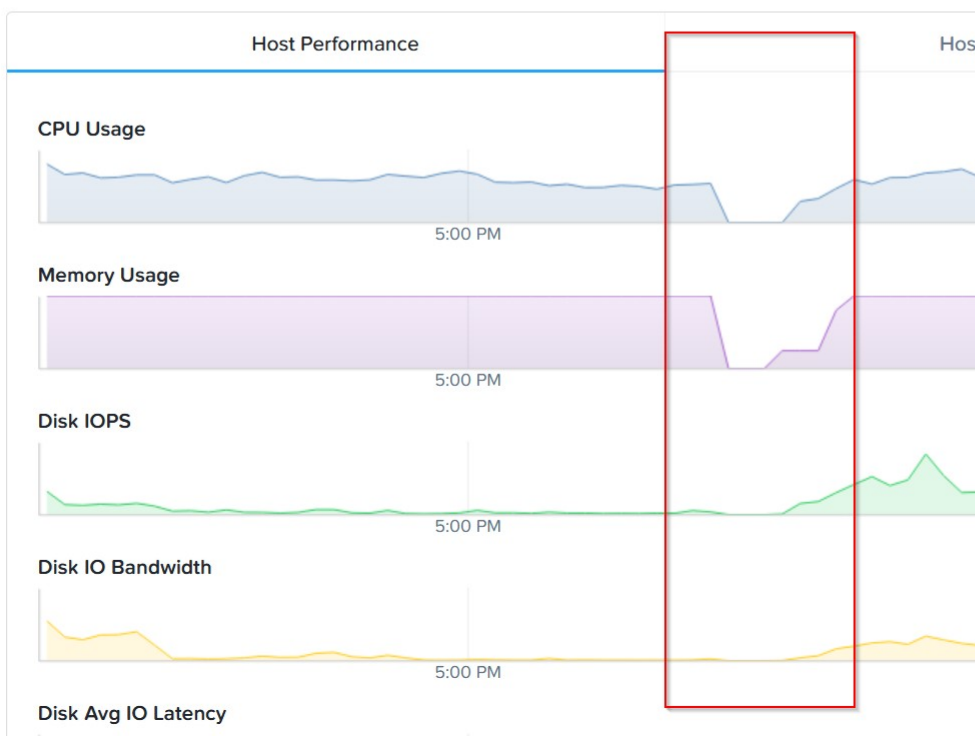 Host Performance
Hos
CPU Usage
5:00 PM
Memory Usage
5:00 PM
Disk IOPS
5:00 PM
Disk IO Bandwidth
5:00 PM
Disk Avg IO Latency